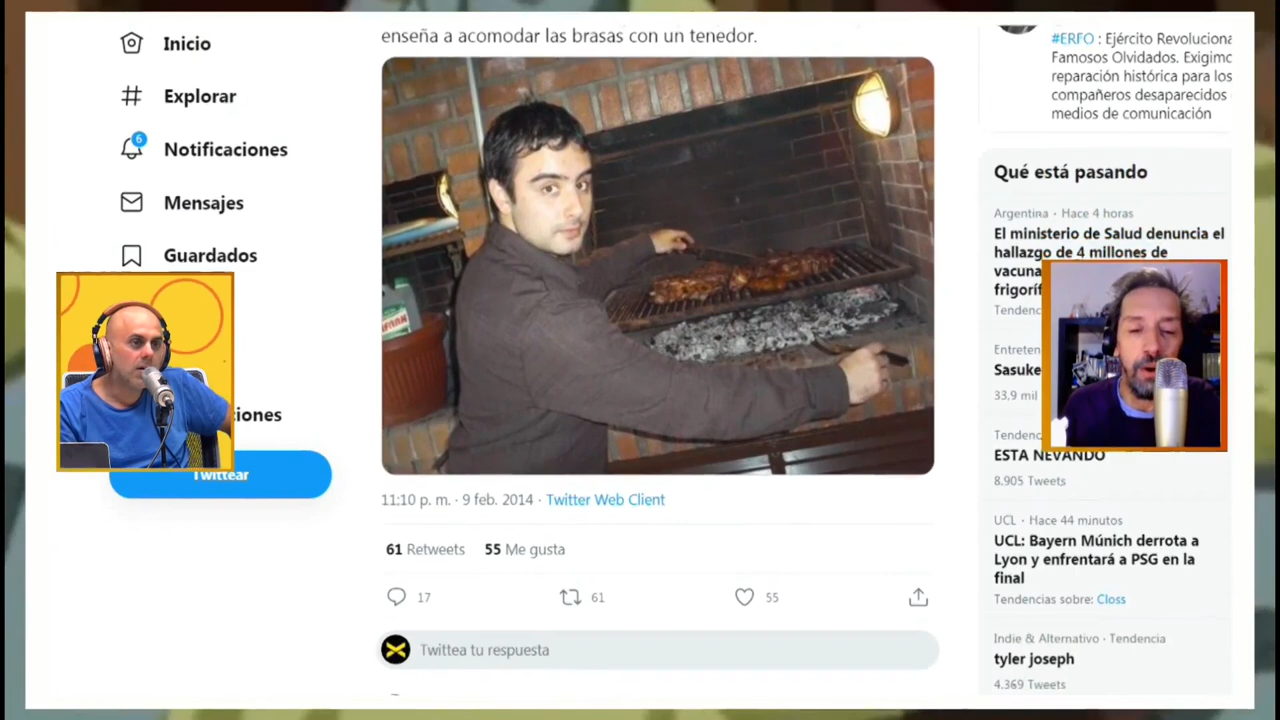 Inicio
Explorar
6
Notificaciones
Mensajes
Guardados
ciones
Twittear
enseña a acomodar las brasas con un tenedor.
11:10 p. m. · 9 feb. 2014 · Twitter Web Client
61 Retweets 55 Me gusta
17 61 55
Twittea tu respuesta
#ERFO : Ejército Revoluciona
Famosos Olvidados. Exigimo
reparación histórica para los
compañeros desaparecidos
medios de comunicación
Qué está pasando
Argentina · Hace 4 horas
El ministerio de Salud denuncia el
hallazgo de 4 millones de
vacuna
frigoríf
Tendenc
Entreten
Sasuke
33,9 mil
Tendenc
ESTA NEVANDO
8.905 Tweets
UCL · Hace 44 minutos
UCL: Bayern Múnich derrota a
Lyon y enfrentará a PSG en la
final
Tendencias sobre: Closs
Indie & Alternativo · Tendencia
tyler joseph
4.369 Tweets